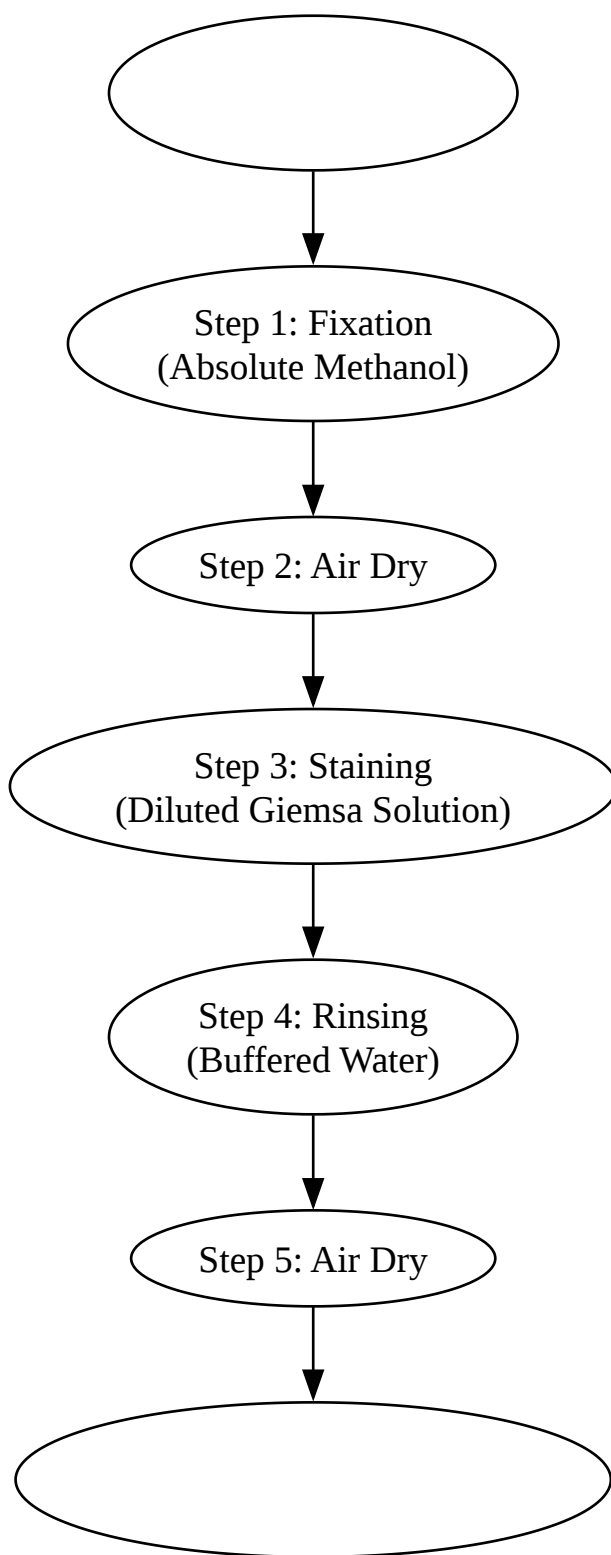 Step 1: Fixation
(Absolute Methanol)
Step 2: Air Dry
Step 3: Staining
(Diluted Giemsa Solution)
Step 4: Rinsing
(Buffered Water)
Step 5: Air Dry